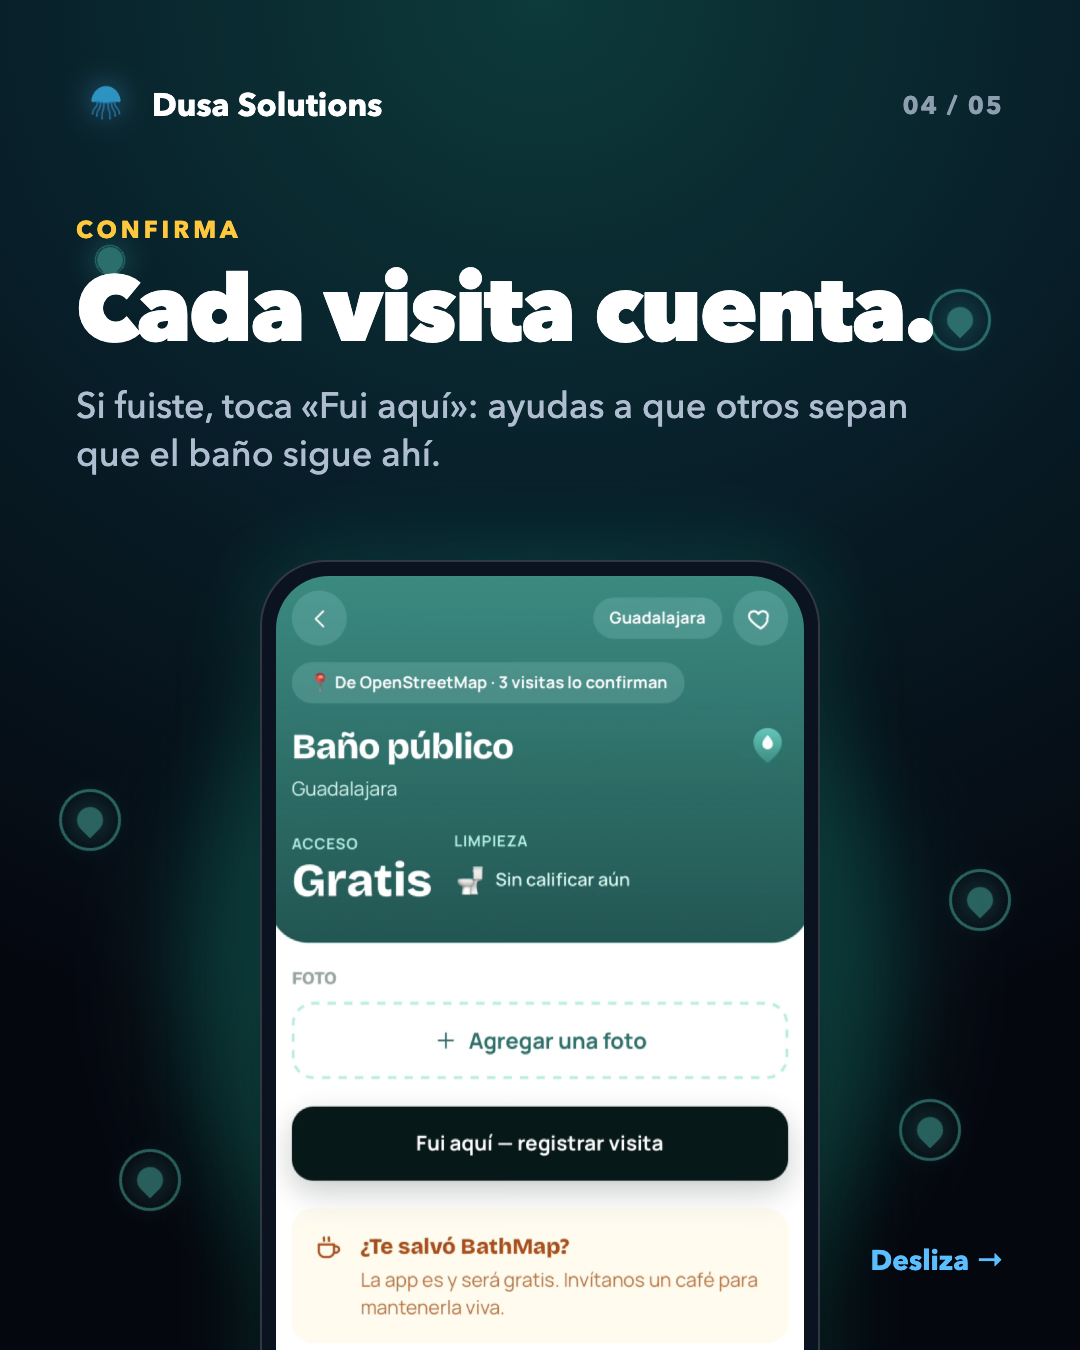 Dusa Solutions
04 / 05
CONFIRMA
Cada visita cuenta.
Si fuiste, toca «Fui aquí»: ayudas a que otros sepan
que el baño sigue ahí.
Guadalajara
De OpenStreetMap · 3 visitas lo confirman
Baño público
Guadalajara
ACCESO
LIMPIEZA
Gratis
Sin calificar aún
FOTO
+ Agregar una foto
Fui aquí — registrar visita
¿Te salvó BathMap?
La app es y será gratis. Invítanos un café para
mantenerla viva.
Desliza →